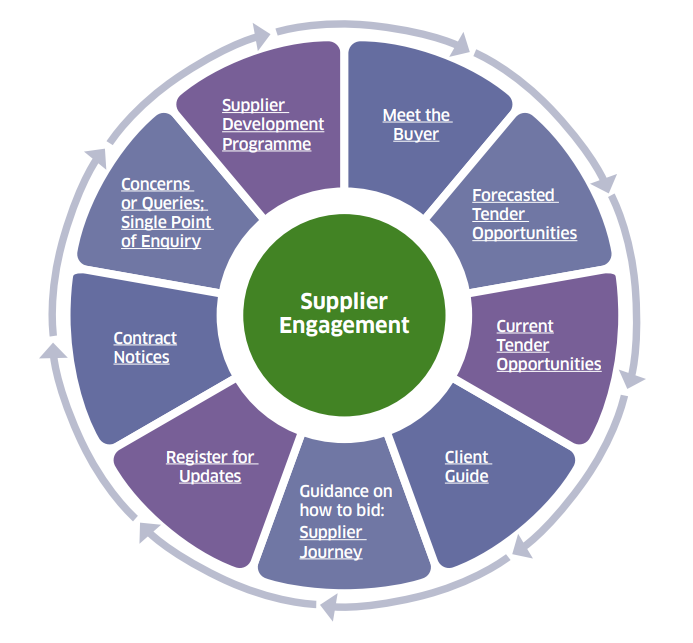 Supplier
Development
Programme
Meet the
Buyer
Forecasted
Tender
Opportunities
Current
Tender
Opportunities
Client
Guide
Guidance on
how to bid:
Supplier
Journey
Register for
Updates
Contract
Notices
Concerns
or Queries:
Single Point
of Enquiry
Supplier
Engagement